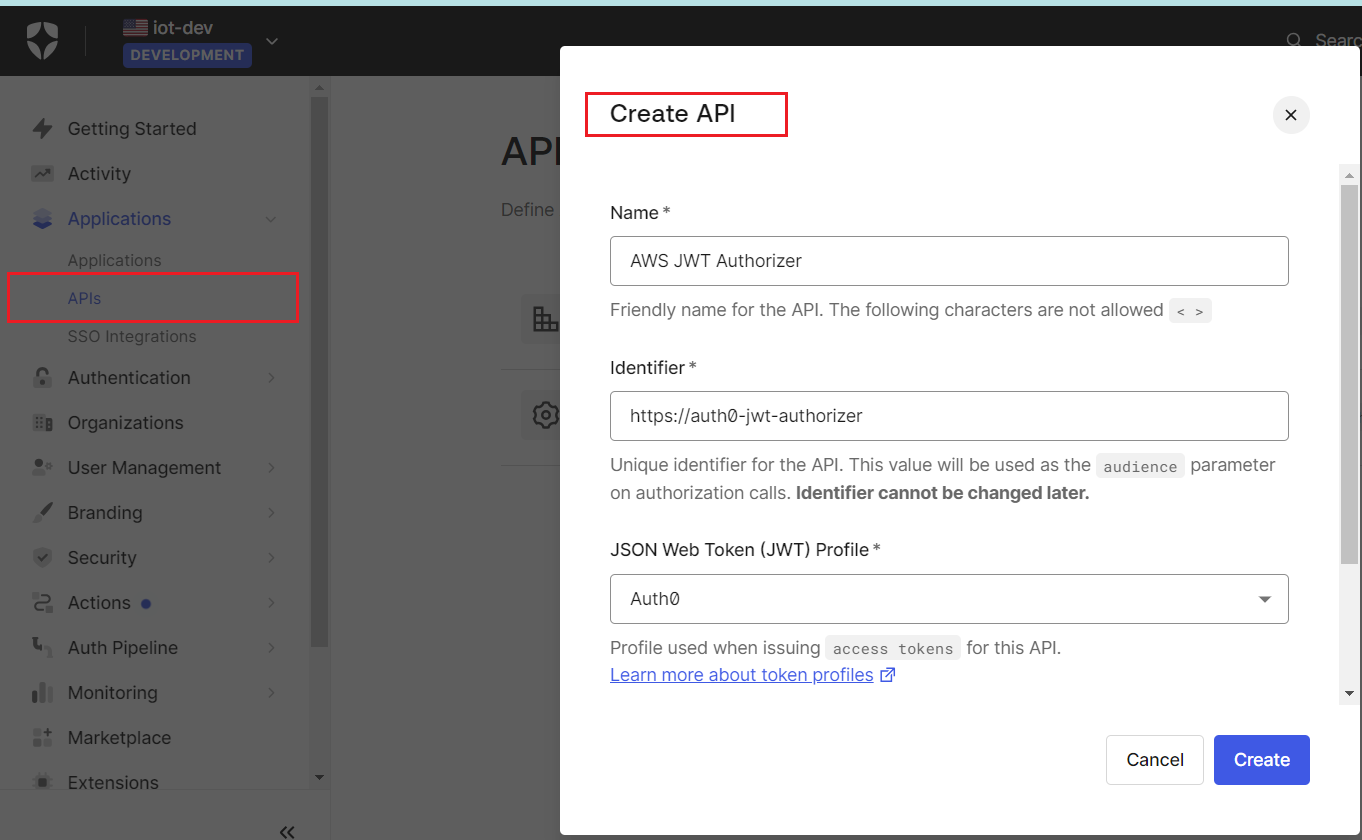 iot-dev
DEVELOPMENT
Searc
Getting Started
Activity
Applications
Applications
APIs
SSO Integrations
Authentication
Organizations
User Management
Branding
Security
Actions
Auth Pipeline
Monitoring
Marketplace
Extensions
API
Define
Create API
Name *
AWS JWT Authorizer
Friendly name for the API. The following characters are not allowed < >
Identifier *
https://auth0-jwt-authorizer
Unique identifier for the API. This value will be used as the audience parameter
on authorization calls. Identifier cannot be changed later.
JSON Web Token (JWT) Profile *
Auth0
Profile used when issuing access tokens for this API.
Learn more about token profiles
Cancel
Create